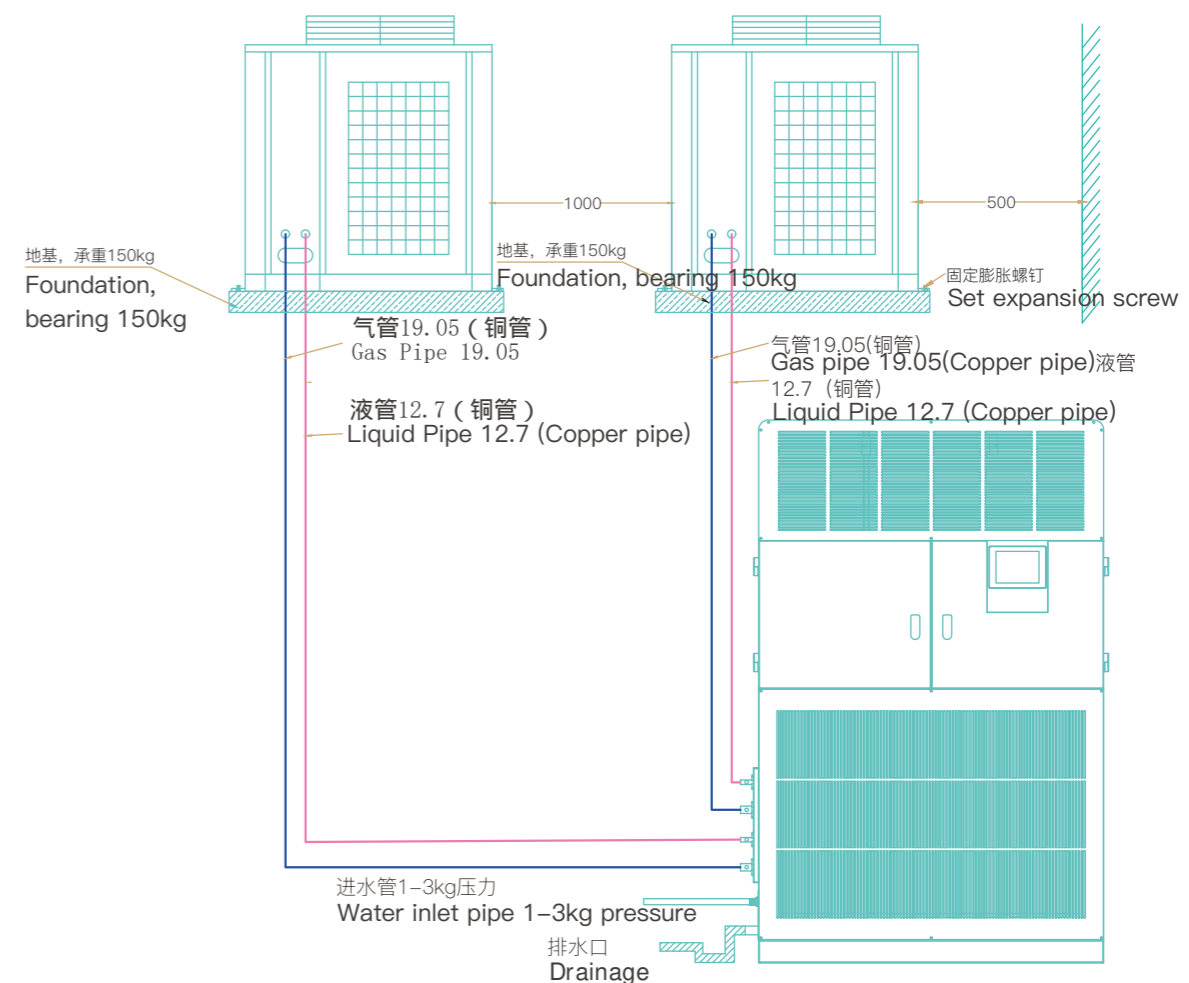 1000
500
地基，承重150kg
Foundation,
bearing 150kg
地基，承重150kg
Foundation, bearing 150kg
固定膨胀螺钉
Set expansion screw
气管19.05（铜管）
Gas Pipe 19.05
液管12.7（铜管）
Liquid Pipe 12.7 (Copper pipe)
气管19.05(铜管)
Gas pipe 19.05(Copper pipe)液管
12.7（铜管）
Liquid Pipe 12.7 (Copper pipe)
进水管1-3kg压力
Water inlet pipe 1-3kg pressure
排水口
Drainage